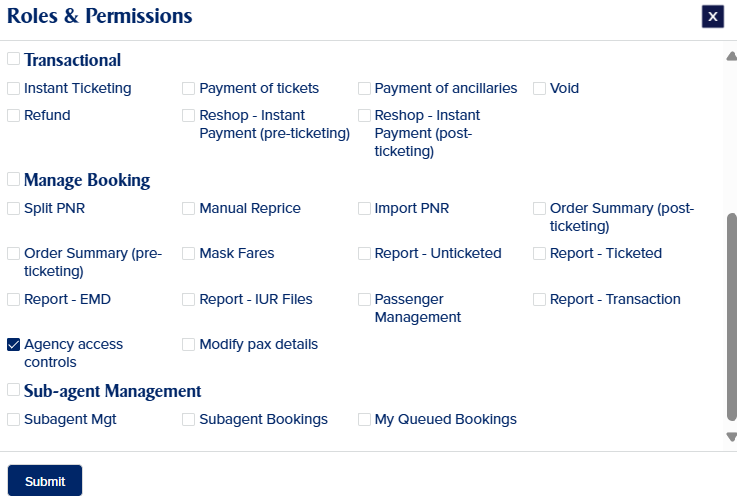 Roles & Permissions
X
Transactional
Instant Ticketing
Payment of tickets
Payment of ancillaries
Void
Refund
Reshop - Instant
Payment (pre-ticketing)
Reshop - Instant
Payment (post-
ticketing)
Manage Booking
Split PNR
Manual Reprice
Import PNR
Order Summary (post-
ticketing)
Order Summary (pre-
ticketing)
Mask Fares
Report - Unticketed
Report - Ticketed
Report - EMD
Report - IUR Files
Passenger
Management
Report - Transaction
Agency access
controls
Modify pax details
Sub-agent Management
Subagent Mgt
Subagent Bookings
My Queued Bookings
Submit